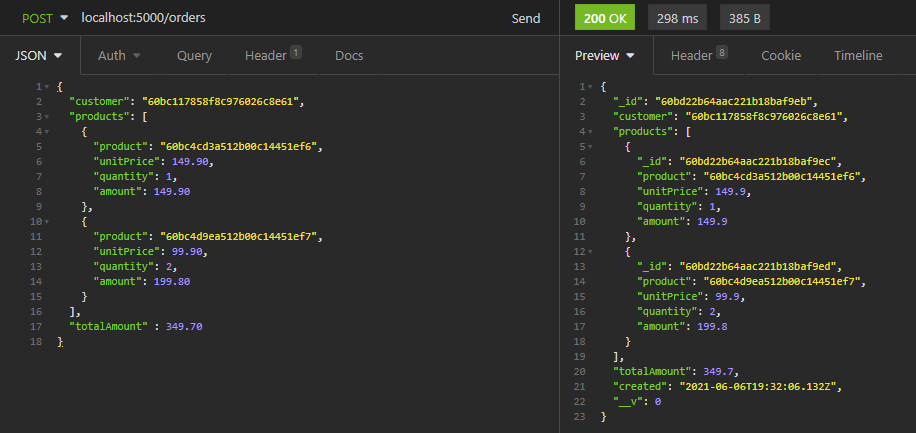 POST localhost:5000/orders Send
200 OK 298 ms 385 B
JSON Auth Query Header 1 Docs
Preview Header 8 Cookie Timeline
1 {
2 "customer": "60bc117858f8c976026c8e61",
3 "products": [
4 {
5 "product": "60bc4cd3a512b00c14451ef6",
6 "unitPrice": 149.90,
7 "quantity": 1,
8 "amount": 149.90
9 },
10 {
11 "product": "60bc4d9ea512b00c14451ef7",
12 "unitPrice": 99.90,
13 "quantity": 2,
14 "amount": 199.80
15 }
16 ],
17 "totalAmount" : 349.70
18 }
1 {
2 "_id": "60bd22b64aac221b18baf9eb",
3 "customer": "60bc117858f8c976026c8e61",
4 "products": [
5 {
6 "_id": "60bd22b64aac221b18baf9ec",
7 "product": "60bc4cd3a512b00c14451ef6",
8 "unitPrice": 149.9,
9 "quantity": 1,
10 "amount": 149.9
11 },
12 {
13 "_id": "60bd22b64aac221b18baf9ed",
14 "product": "60bc4d9ea512b00c14451ef7",
15 "unitPrice": 99.9,
16 "quantity": 2,
17 "amount": 199.8
18 }
19 ],
20 "totalAmount": 349.7,
21 "created": "2021-06-06T19:32:06.132Z",
22 "__v": 0
23 }